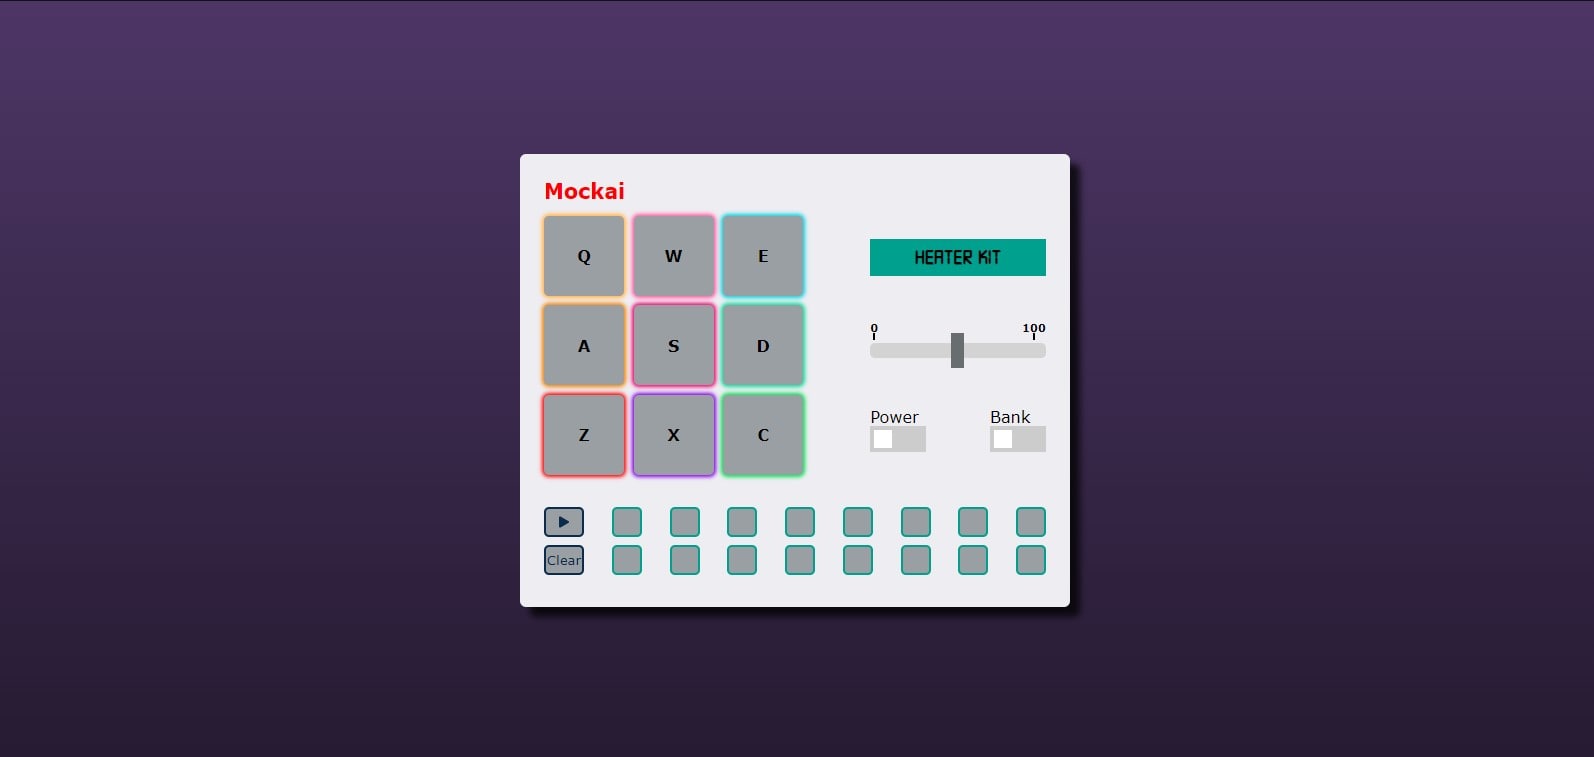 Mockai
Q W E
HEATER KIT
0 100
A S D
Power Bank
Z X C
Clear